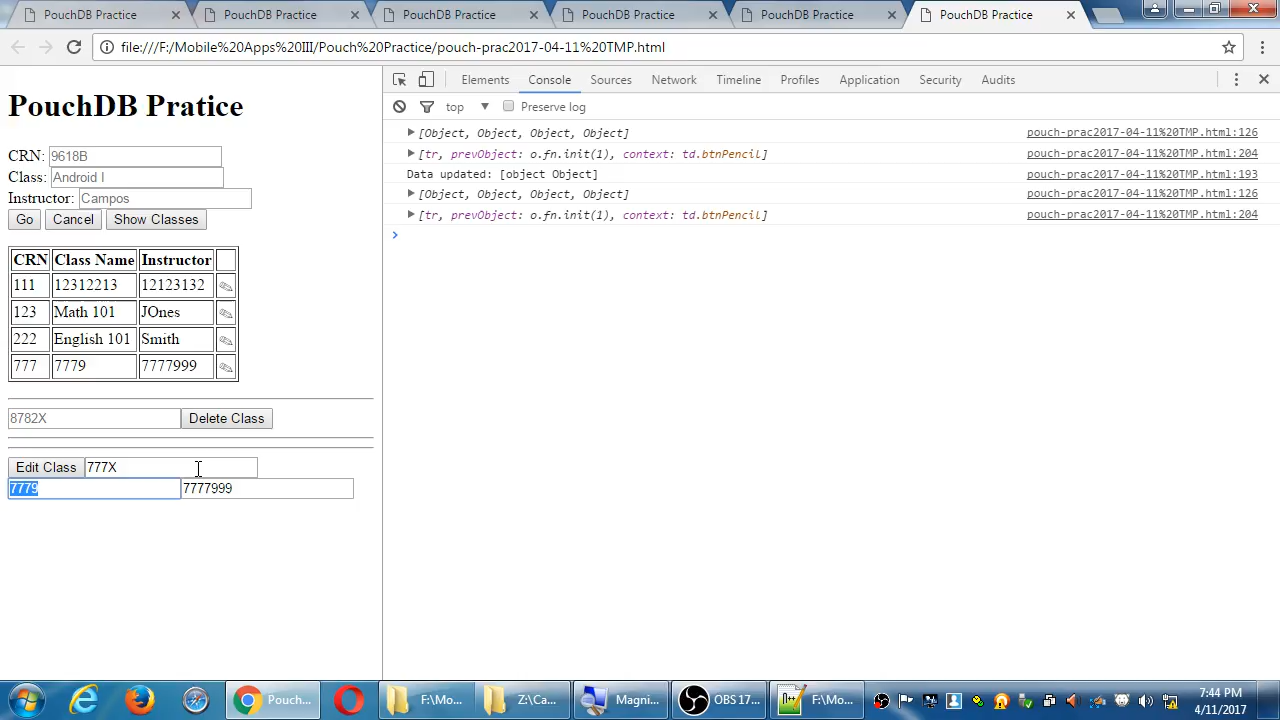 PouchDB Practice
PouchDB Practice
PouchDB Practice
PouchDB Practice
PouchDB Practice
PouchDB Practice
file:///F:/Mobile%20Apps%20III/Pouch%20Practice/pouch-prac2017-04-11%20TMP.html
Elements Console Sources Network Timeline Profiles Application Security Audits
top Preserve log
PouchDB Pratice
CRN: 9618B
Class: Android I
Instructor: Campos
Go Cancel Show Classes
CRN Class Name Instructor
111 12312213 12123132
123 Math 101 JOnes
222 English 101 Smith
777 7779 7777999
8782X Delete Class
Edit Class 777X
7779 7777999
[Object, Object, Object, Object] pouch-prac2017-04-11%20TMP.html:126
[tr, prevObject: o.fn.init(1), context: td.btnPencil] pouch-prac2017-04-11%20TMP.html:204
Data updated: [object Object] pouch-prac2017-04-11%20TMP.html:193
[Object, Object, Object, Object] pouch-prac2017-04-11%20TMP.html:126
[tr, prevObject: o.fn.init(1), context: td.btnPencil] pouch-prac2017-04-11%20TMP.html:204
Pouch... F:\Mo... Z:\Ca... Magni... OBS 17... F:\Mo...
7:44 PM
4/11/2017